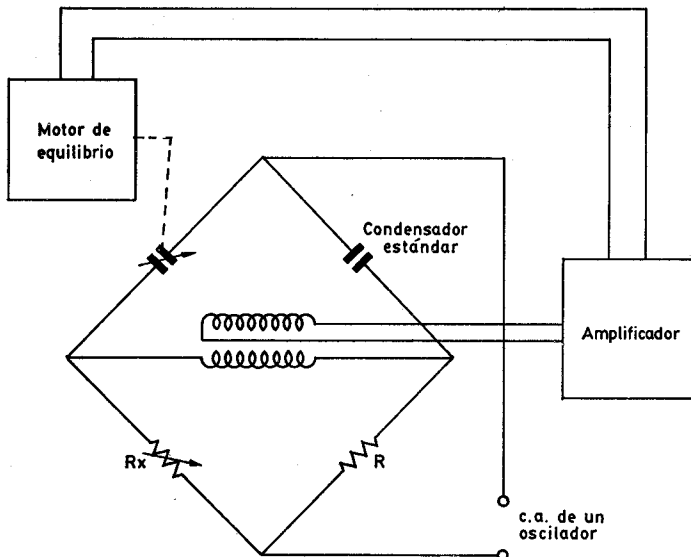 Motor de
equilibrio
Condensador
estándar
Amplificador
Rx
R
c.a. de un
oscilador